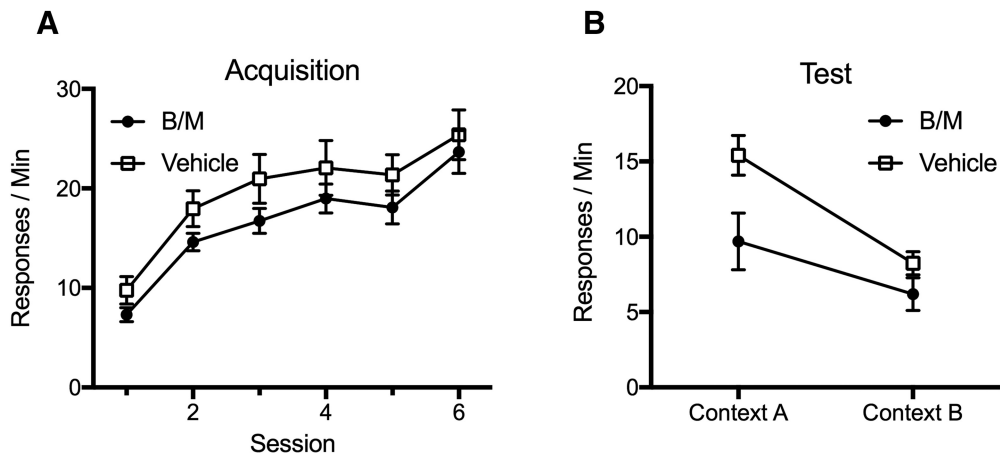 A
Acquisition
30
20
10
0
Responses / Min
B/M
Vehicle
2
4
6
Session
B
Test
20
15
10
5
0
Responses / Min
B/M
Vehicle
Context A
Context B